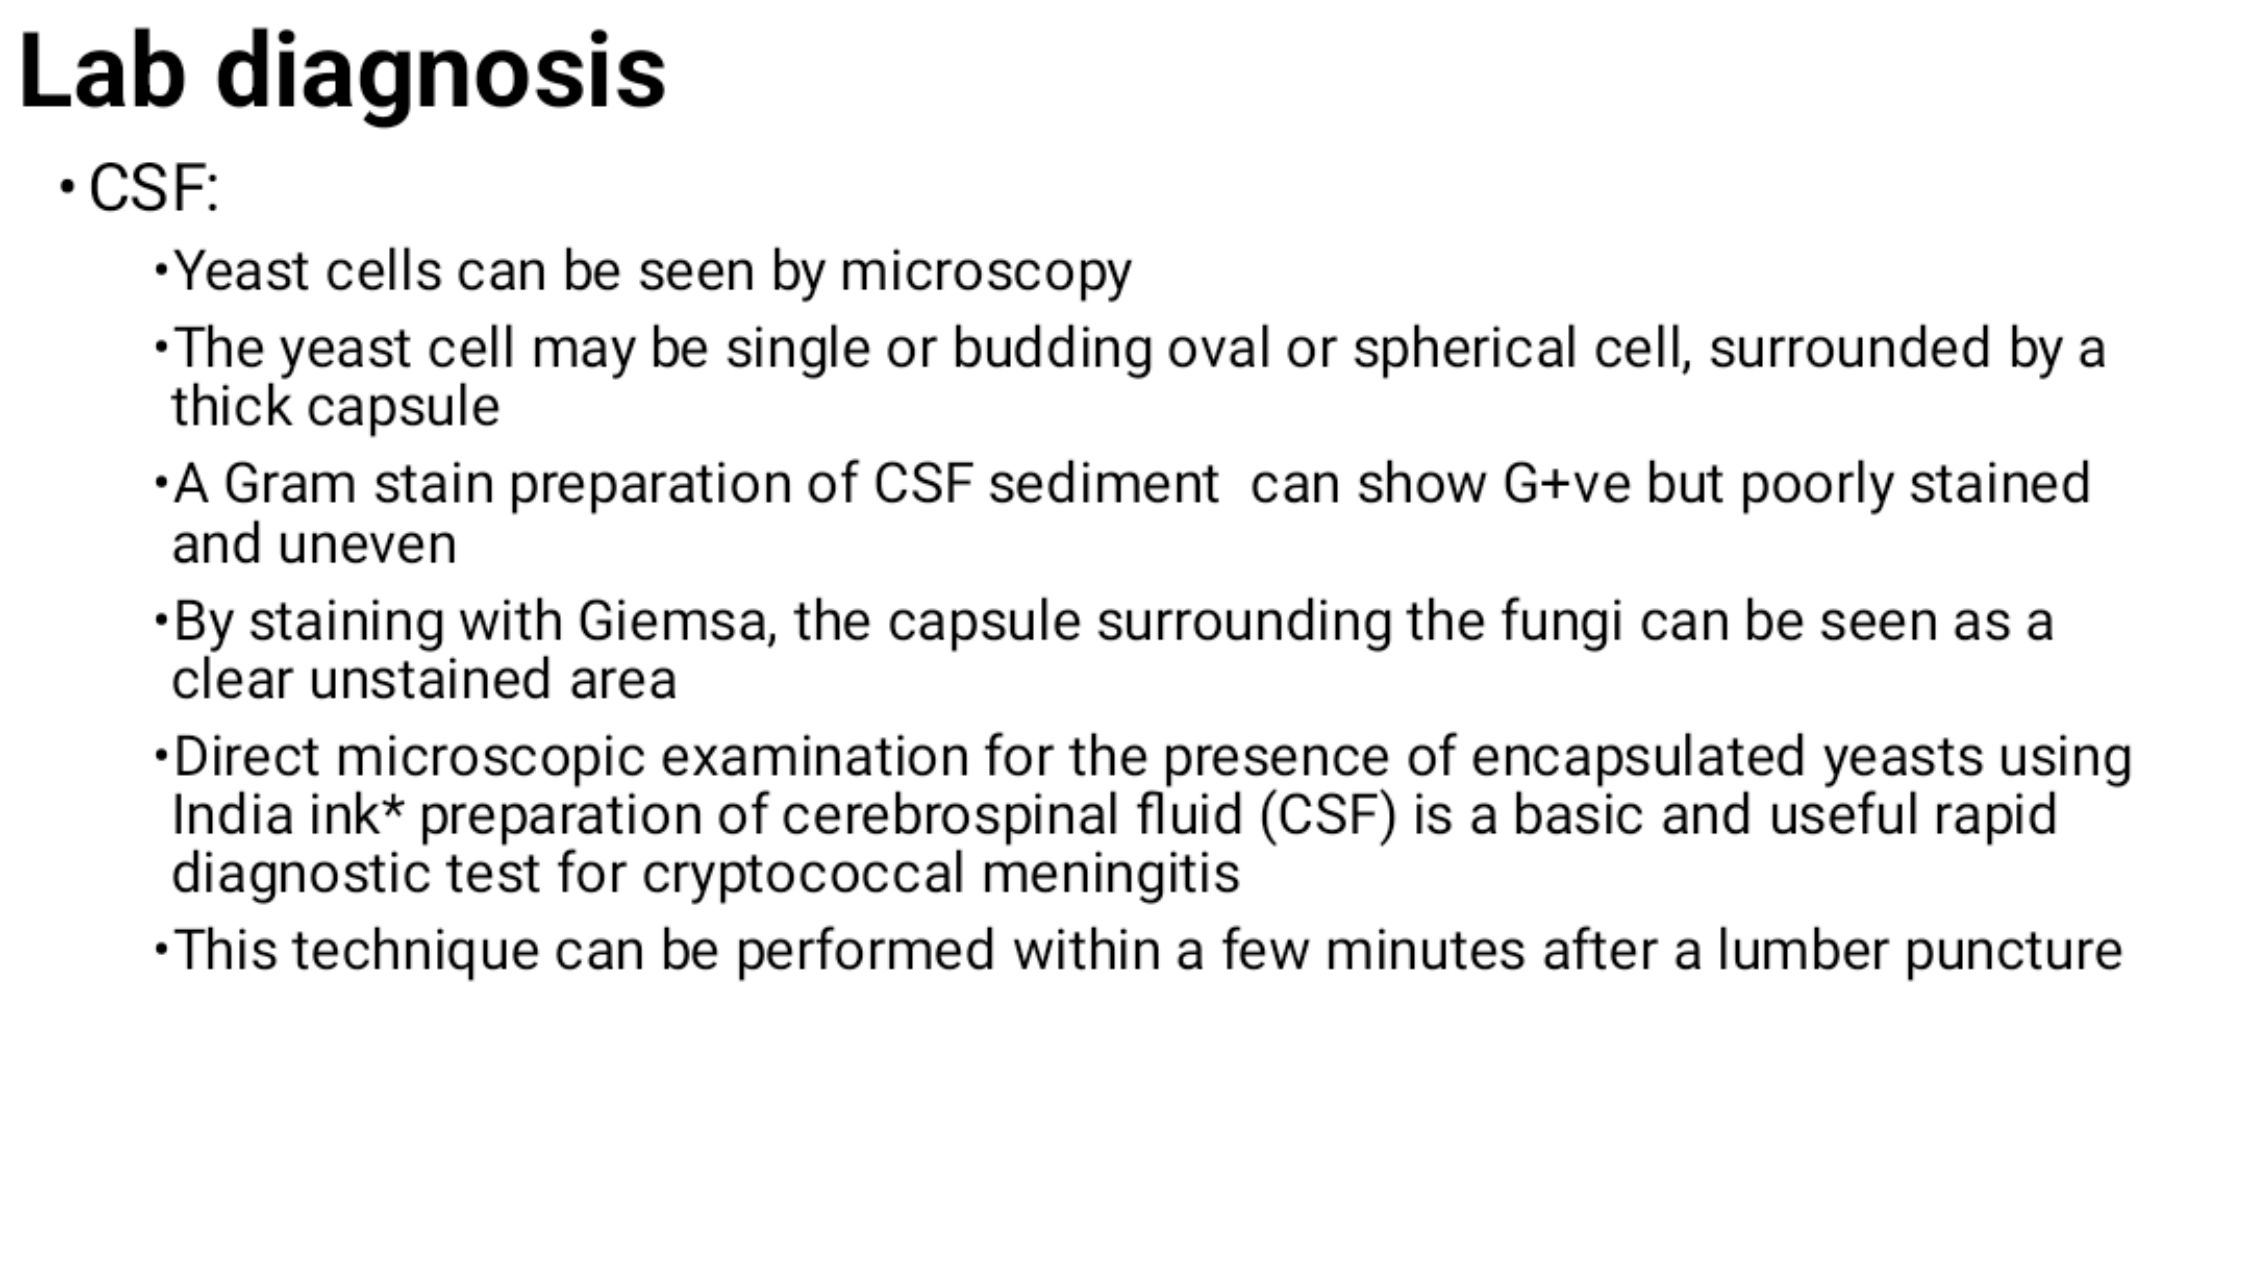 Lab diagnosis
• CSF:
•Yeast cells can be seen by microscopy
•The yeast cell may be single or budding oval or spherical cell, surrounded by a
thick capsule
•A Gram stain preparation of CSF sediment  can show G+ve but poorly stained
and uneven
•By staining with Giemsa, the capsule surrounding the fungi can be seen as a
clear unstained area
•Direct microscopic examination for the presence of encapsulated yeasts using
India ink* preparation of cerebrospinal fluid (CSF) is a basic and useful rapid
diagnostic test for cryptococcal meningitis
•This technique can be performed within a few minutes after a lumber puncture